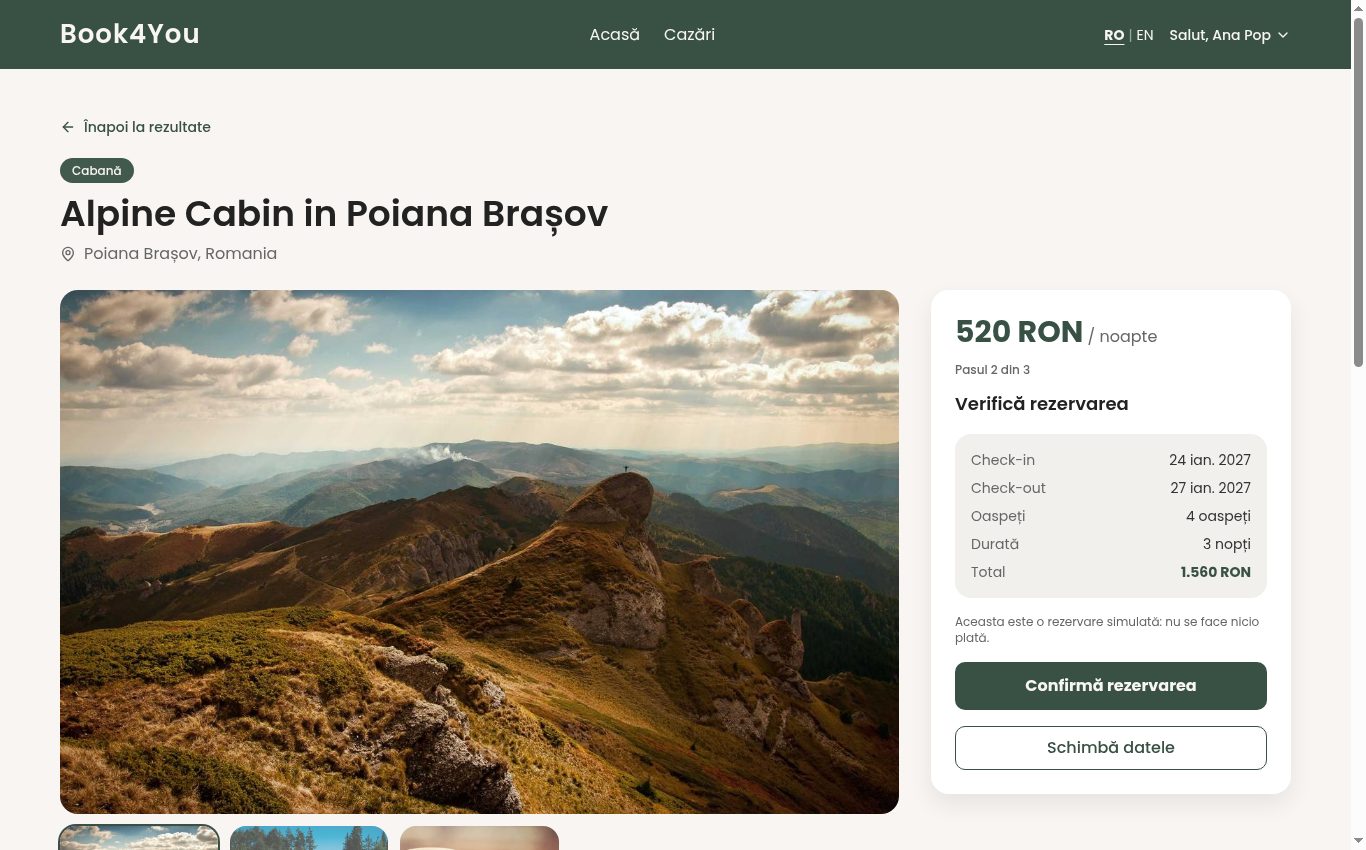 Book4You
Acasă
Cazări
RO | EN
Salut, Ana Pop
Înapoi la rezultate
Cabană
Alpine Cabin in Poiana Brașov
Poiana Brașov, Romania
520 RON / noapte
Pasul 2 din 3
Verifică rezervarea
Check-in 24 ian. 2027
Check-out 27 ian. 2027
Oaspeți 4 oaspeți
Durată 3 nopți
Total 1.560 RON
Aceasta este o rezervare simulată: nu se face nicio
plată.
Confirmă rezervarea
Schimbă datele